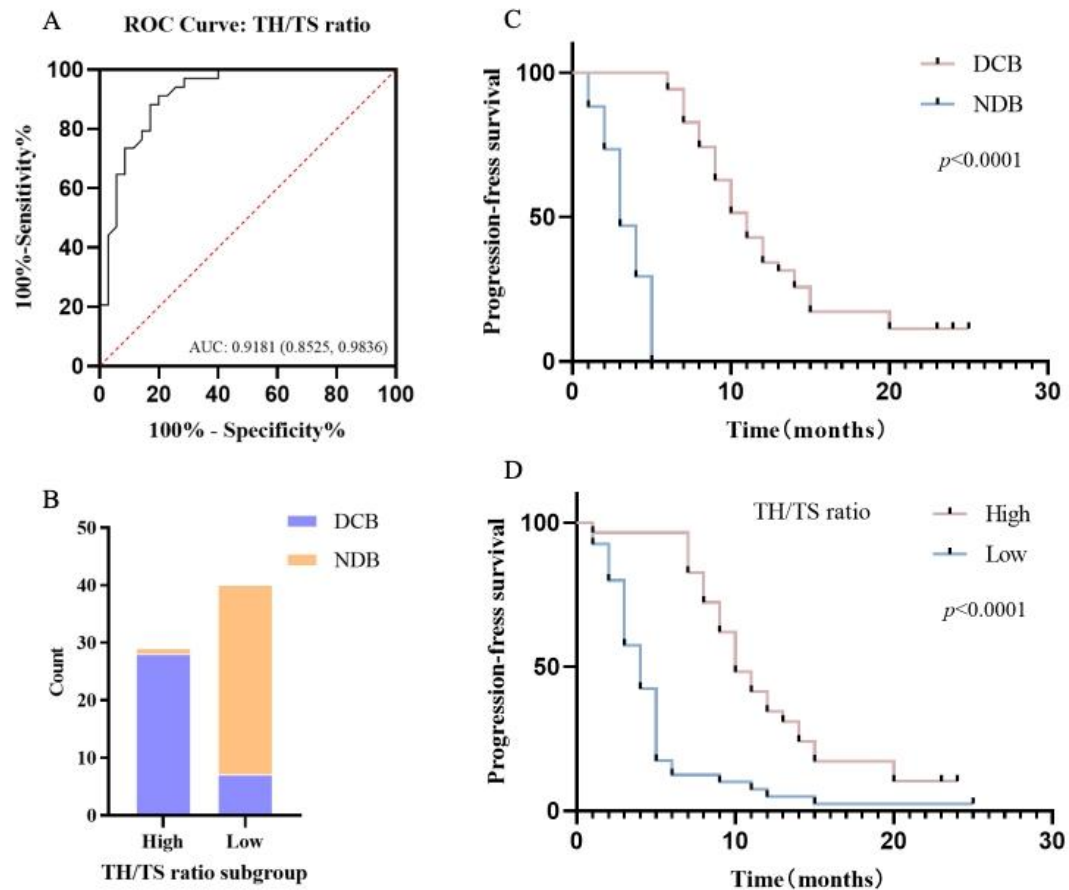 A
ROC Curve: TH/TS ratio
100%-Sensitivity%
100
80
60
40
20
0
AUC: 0.9181 (0.8525, 0.9836)
0 20 40 60 80 100
100% - Specificity%
B
DCB
NDB
Count
50
40
30
20
10
0
High Low
TH/TS ratio subgroup
C
DCB
NDB
p<0.0001
Progression-fress survival
100
50
0
0 10 20 30
Time(months)
D
TH/TS ratio
High
Low
p<0.0001
Progression-fress survival
100
50
0
0 10 20 30
Time(months)